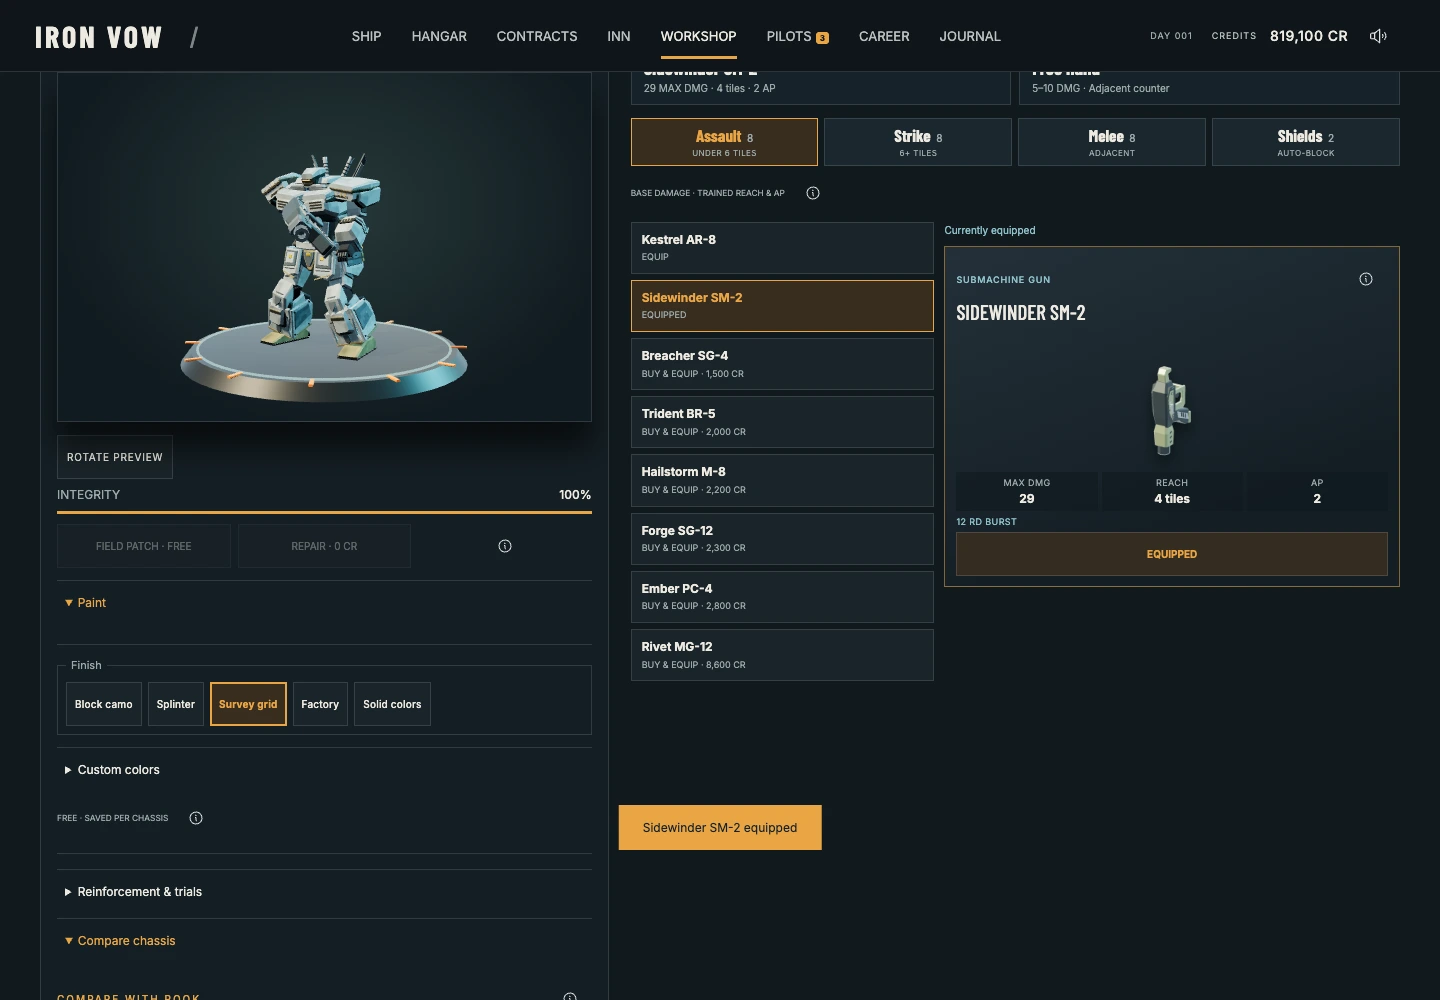 IRON VOW /
SHIP HANGAR CONTRACTS INN WORKSHOP PILOTS 3 CAREER JOURNAL
DAY 001 CREDITS 819,100 CR
29 MAX DMG · 4 tiles · 2 AP
5–10 DMG · Adjacent counter
Assault 8
UNDER 6 TILES
Strike 8
6+ TILES
Melee 8
ADJACENT
Shields 2
AUTO-BLOCK
BASE DAMAGE · TRAINED REACH & AP
Kestrel AR-8
EQUIP
Sidewinder SM-2
EQUIPPED
Breacher SG-4
BUY & EQUIP · 1,500 CR
Trident BR-5
BUY & EQUIP · 2,000 CR
Hailstorm M-8
BUY & EQUIP · 2,200 CR
Forge SG-12
BUY & EQUIP · 2,300 CR
Ember PC-4
BUY & EQUIP · 2,800 CR
Rivet MG-12
BUY & EQUIP · 8,600 CR
Currently equipped
SUBMACHINE GUN
SIDEWINDER SM-2
MAX DMG
29
REACH
4 tiles
AP
2
12 RD BURST
EQUIPPED
ROTATE PREVIEW
INTEGRITY 100%
FIELD PATCH · FREE
REPAIR · 0 CR
Paint
Finish
Block camo
Splinter
Survey grid
Factory
Solid colors
Custom colors
FREE · SAVED PER CHASSIS
Sidewinder SM-2 equipped
Reinforcement & trials
Compare chassis
COMPARE WITH ROOK